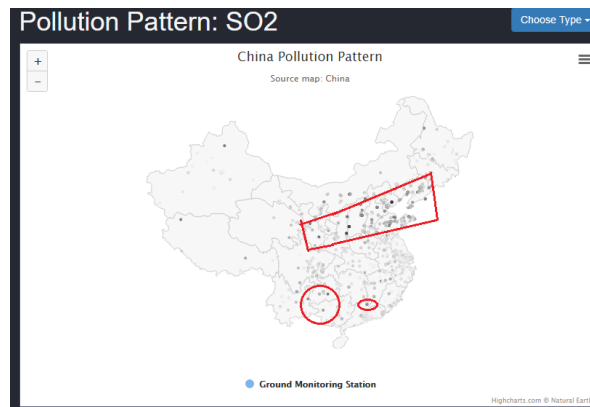 Pollution Pattern: SO2
Choose Type
+
China Pollution Pattern
−
Source map: China
Ground Monitoring Station
Highcharts.com © Natural Earth